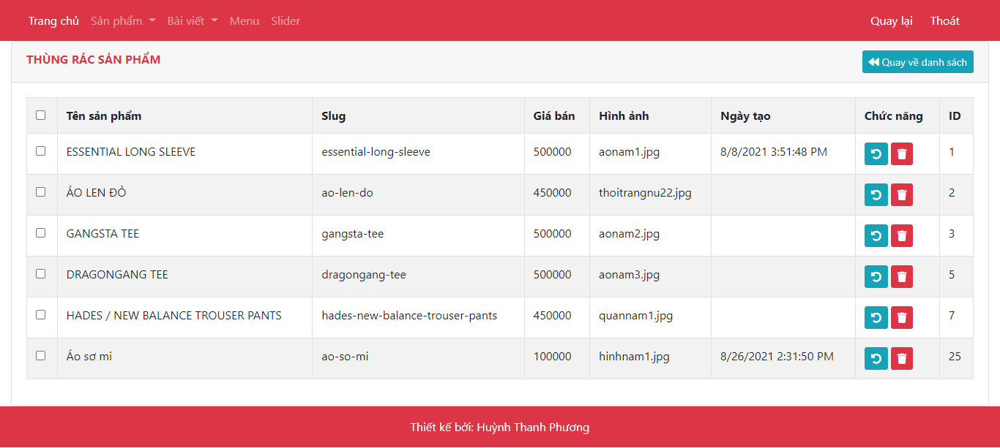 Trang chủ Sản phẩm Bài viết Menu Slider Quay lại Thoát
THÙNG RÁC SẢN PHẨM Quay về danh sách
Tên sản phẩm Slug Giá bán Hình ảnh Ngày tạo Chức năng ID
ESSENTIAL LONG SLEEVE essential-long-sleeve 500000 aonam1.jpg 8/8/2021 3:51:48 PM 1
ÁO LEN ĐỎ ao-len-do 450000 thoitrangnu22.jpg 2
GANGSTA TEE gangsta-tee 500000 aonam2.jpg 3
DRAGONGANG TEE dragongang-tee 500000 aonam3.jpg 5
HADES / NEW BALANCE TROUSER PANTS hades-new-balance-trouser-pants 450000 quannam1.jpg 7
Áo sơ mi ao-so-mi 100000 hinhnam1.jpg 8/26/2021 2:31:50 PM 25
Thiết kế bởi: Huỳnh Thanh Phương